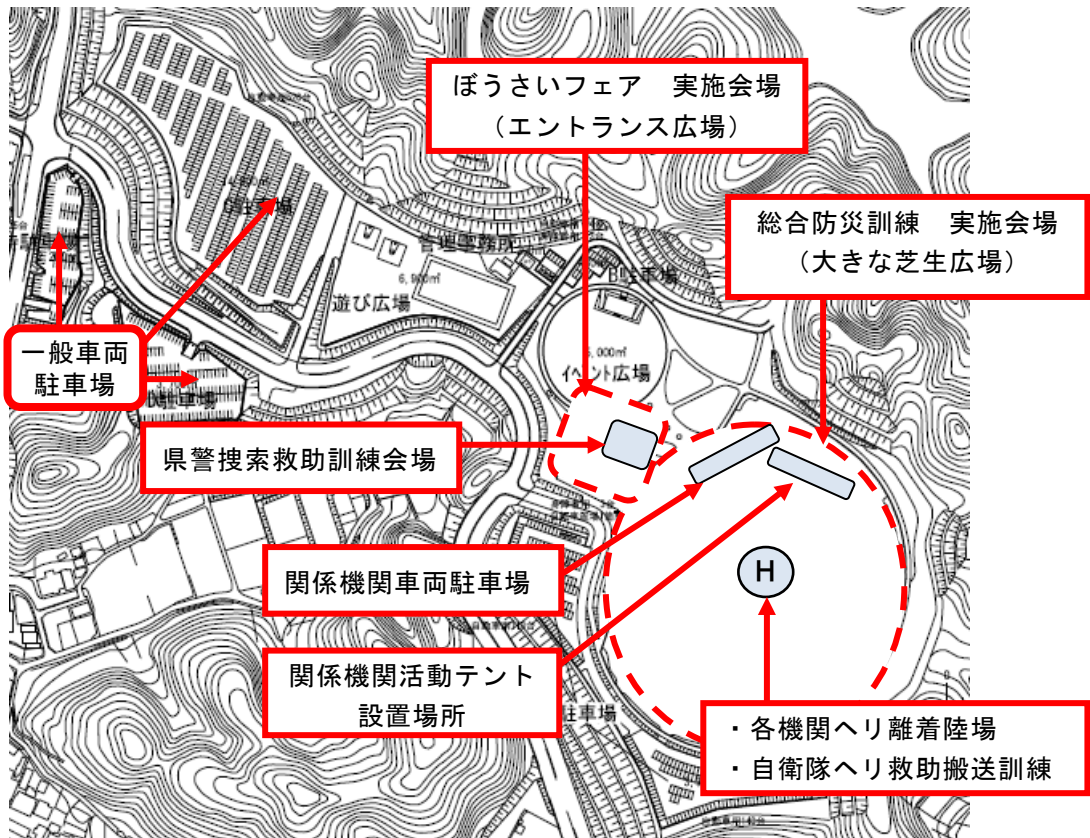 ぼうさいフェア 実施会場
（エントランス広場）
総合防災訓練 実施会場
（大きな芝生広場）
管理事務所
B駐車場
6,900㎡
遊び広場
イベント広場
一般車両
駐車場
県警捜索救助訓練会場
関係機関車両駐車場
H
関係機関活動テント
設置場所
駐車場
・各機関ヘリ離着陸場
・自衛隊ヘリ救助搬送訓練